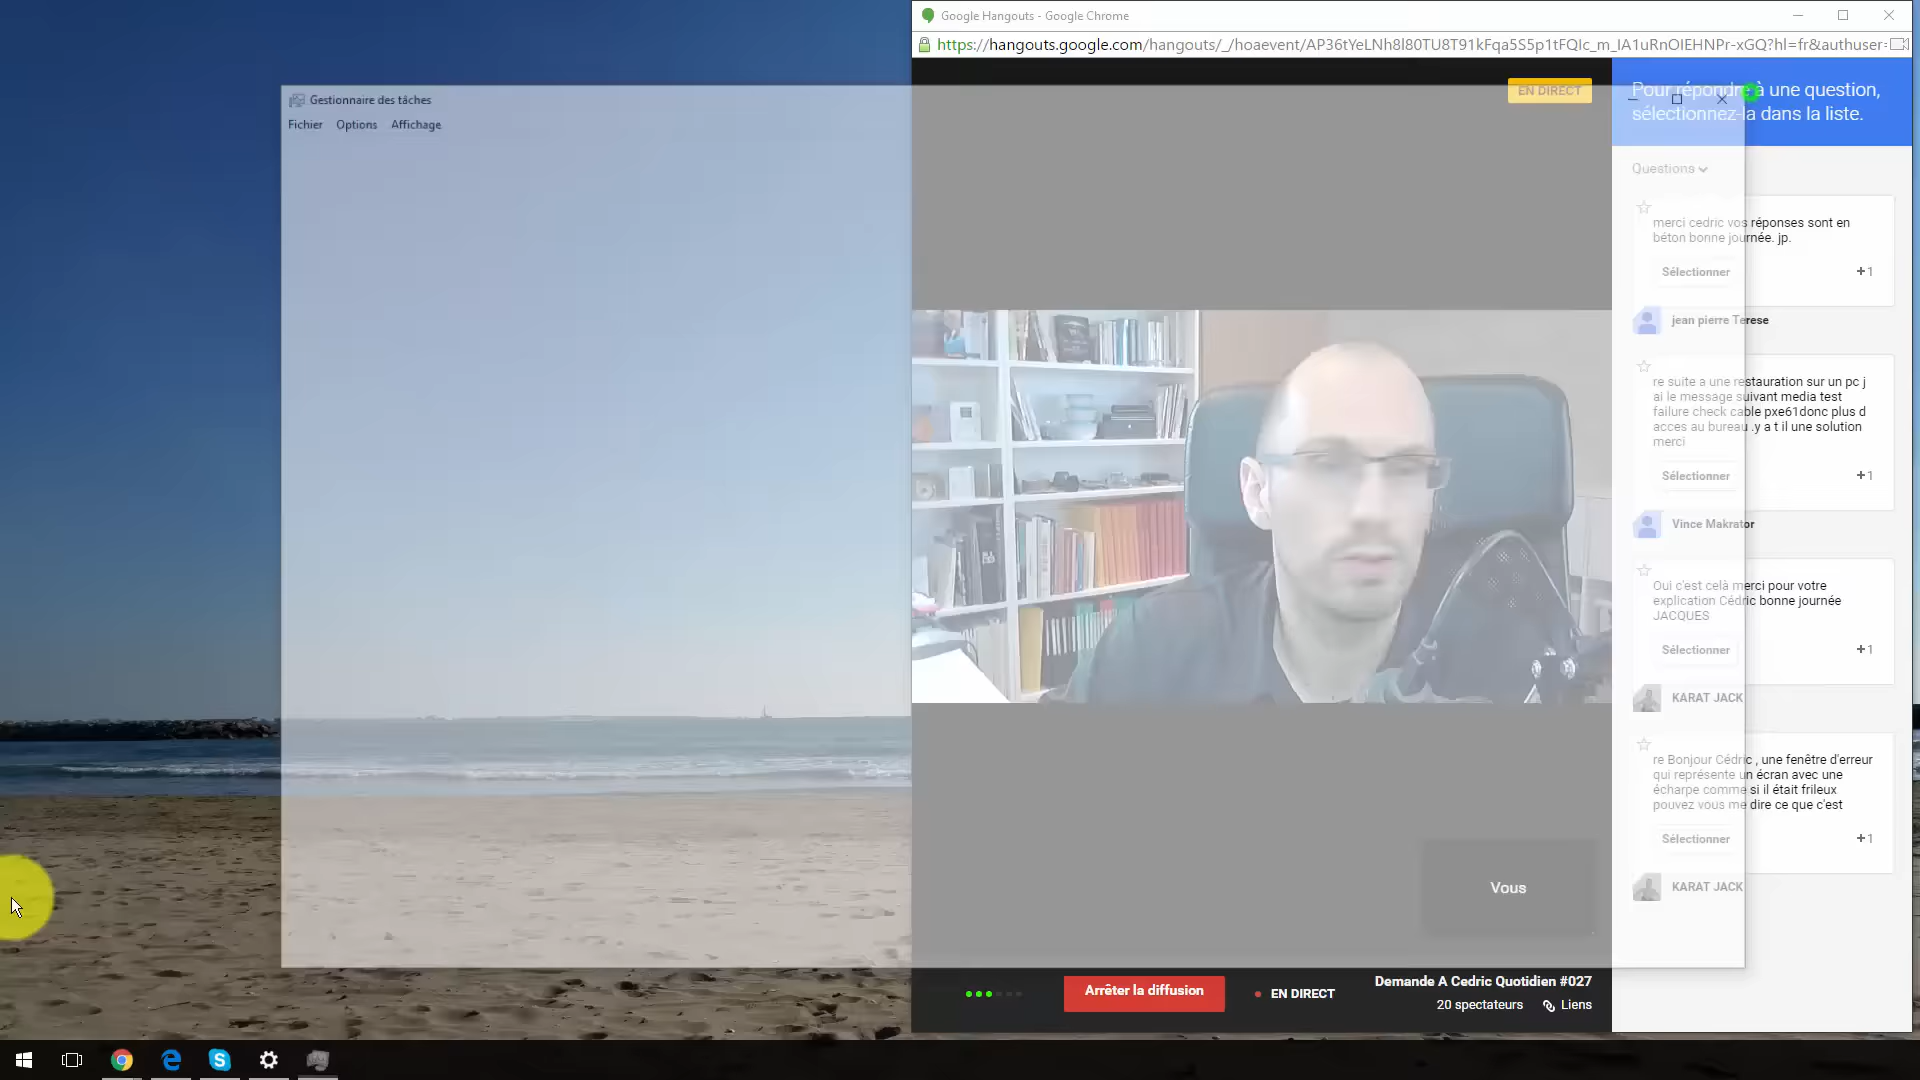 Google Hangouts - Google Chrome
https://hangouts.google.com/hangouts/_/hoaevent/AP36tYeLNh8l80TU8T91kFqa5S5p1tFQIc_m_IA1uRnOIEHNPr-xGQ?hl=fr&authuser=
Gestionnaire des tâches
Fichier Options Affichage
EN DIRECT
Pour répondre à une question,
sélectionnez-la dans la liste.
Questions
merci cedric vos réponses sont en
béton bonne journée. jp.
Sélectionner +1
jean pierre Terese
re suite a une restauration sur un pc j
ai le message suivant media test
failure check cable pxe61donc plus d
acces au bureau .y a t il une solution
merci
Sélectionner +1
Vince Makrator
Oui c'est celà merci pour votre
explication Cédric bonne journée
JACQUES
Sélectionner +1
KARAT JACK
re Bonjour Cédric , une fenêtre d'erreur
qui représente un écran avec une
écharpe comme si il était frileux
pouvez vous me dire ce que c'est
Sélectionner +1
KARAT JACK
Vous
Arrêter la diffusion
EN DIRECT
Demande A Cedric Quotidien #027
20 spectateurs Liens